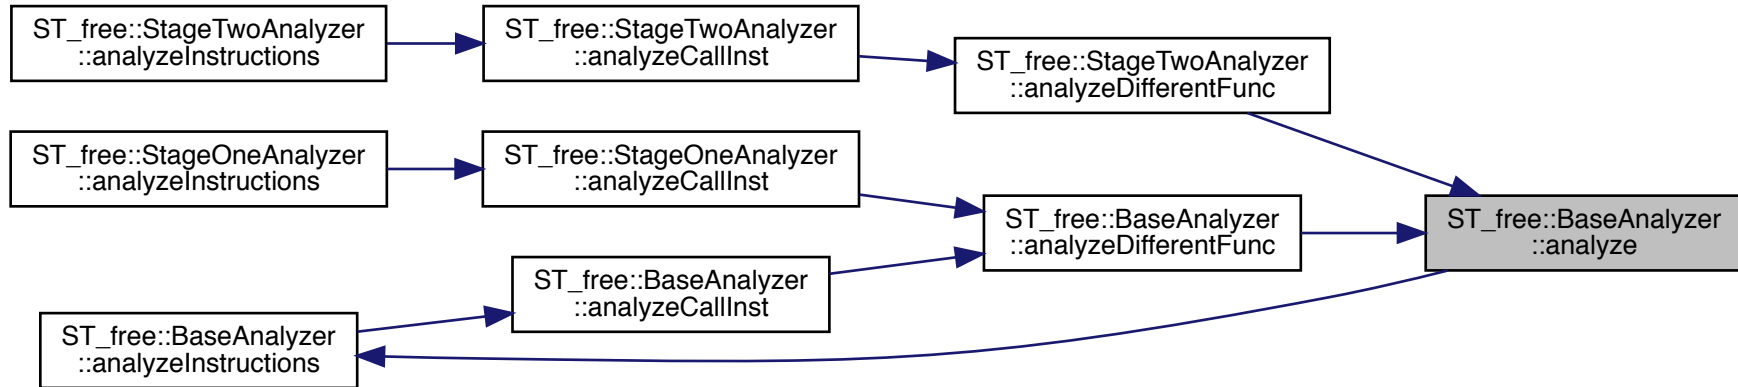 ST_free::StageTwoAnalyzer
::analyzeInstructions
ST_free::StageTwoAnalyzer
::analyzeCallInst
ST_free::StageTwoAnalyzer
::analyzeDifferentFunc
ST_free::StageOneAnalyzer
::analyzeInstructions
ST_free::StageOneAnalyzer
::analyzeCallInst
ST_free::BaseAnalyzer
::analyzeDifferentFunc
ST_free::BaseAnalyzer
::analyze
ST_free::BaseAnalyzer
::analyzeCallInst
ST_free::BaseAnalyzer
::analyzeInstructions